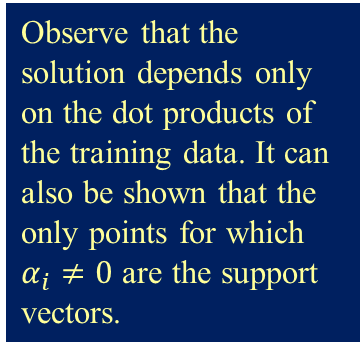 Observe that the
solution depends only
on the dot products of
the training data. It can
also be shown that the
only points for which
𝛼ᵢ ≠ 0 are the support
vectors.